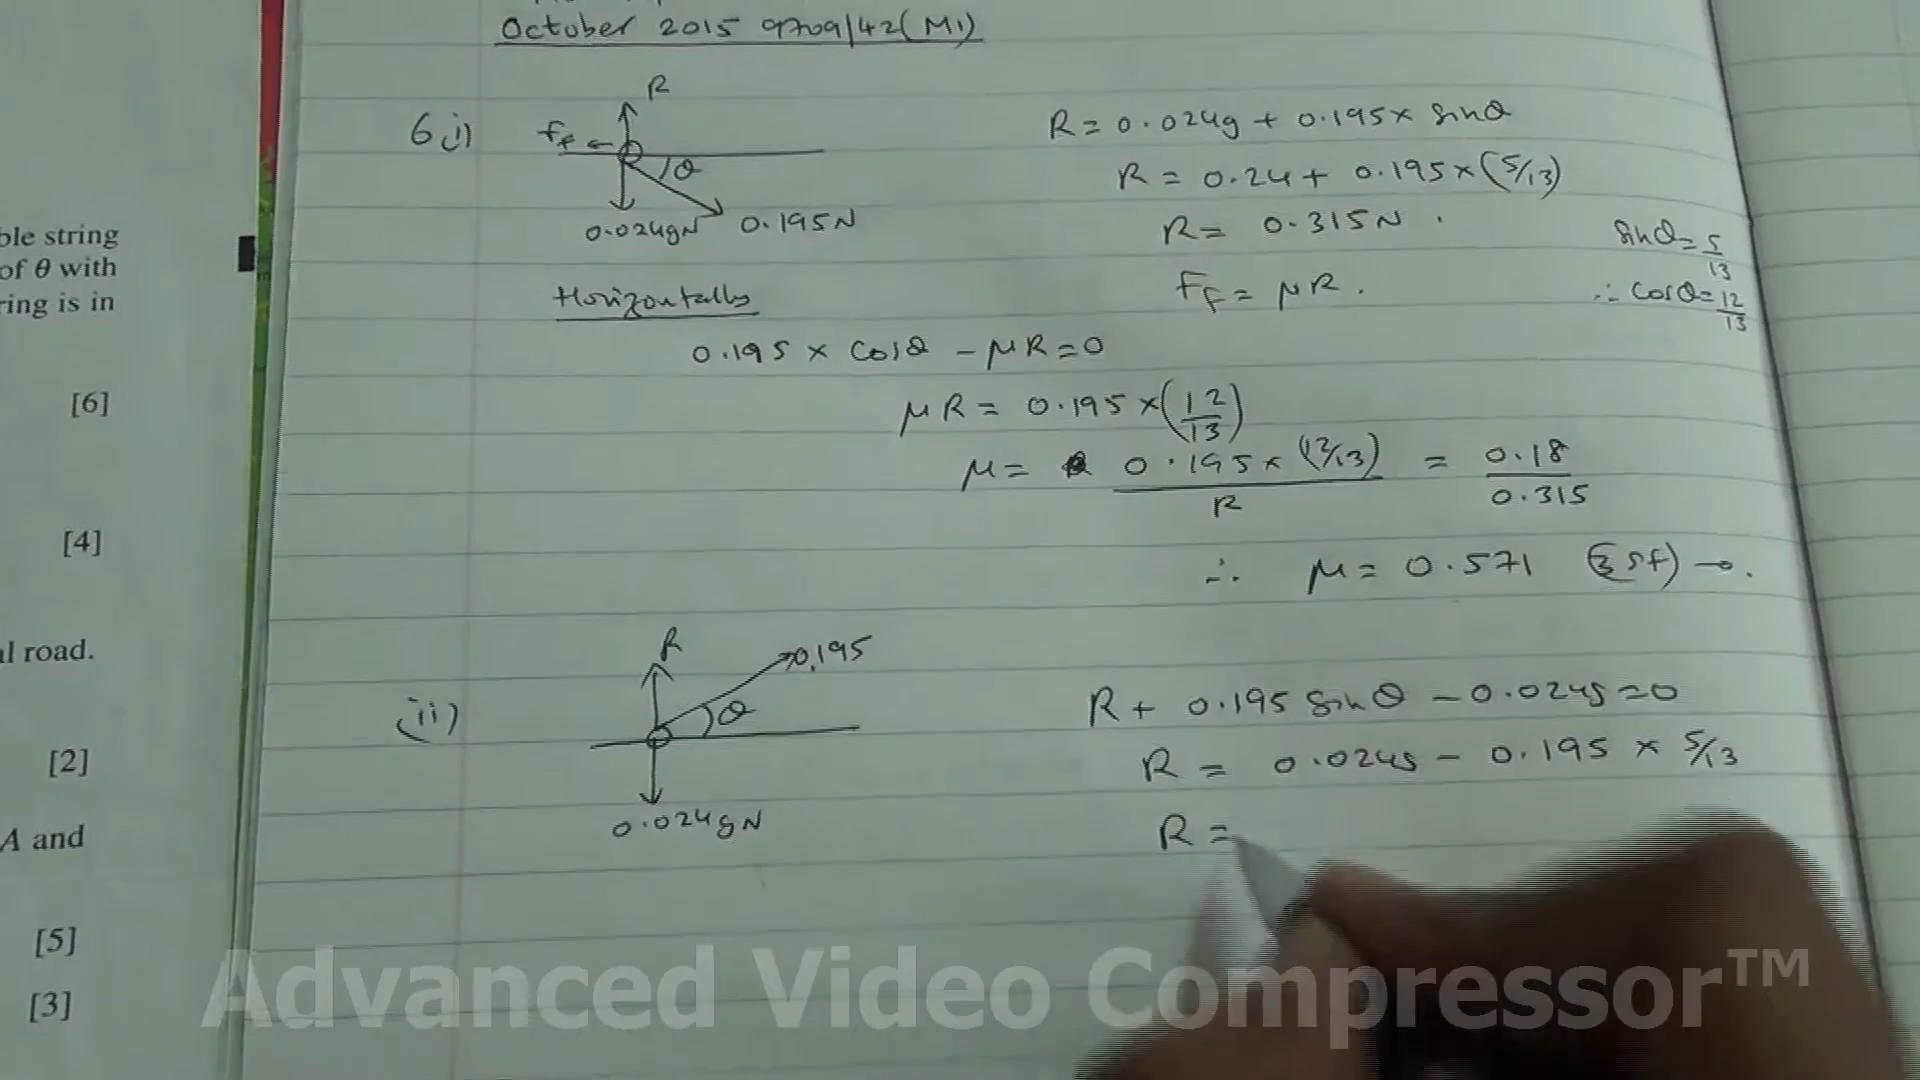 October 2015 9709/42(M1)
6(i)
R
Ff
θ
0.024gN
0.195N
R = 0.024g + 0.195 x sinθ
R = 0.24 + 0.195 x (5/13)
R = 0.315N .
sinθ = 5/13
Ff = μR .
∴ cosθ = 12/13
Horizontally
0.195 x cosθ - μR = 0
μR = 0.195 x (12/13)
μ = 0.195 x (12/13) / R = 0.18 / 0.315
∴ μ = 0.571 (3sf) →.
(ii)
R
0.195
θ
0.024gN
R + 0.195 sinθ - 0.024g = 0
R = 0.024g - 0.195 x 5/13
R =
ble string
of θ with
ring is in
[6]
[4]
al road.
[2]
A and
[5]
[3]
Advanced Video Compressor™